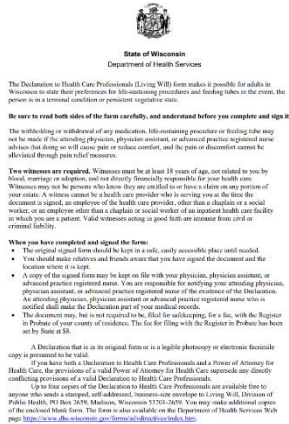 State of Wisconsin
Department of Health Services
The Declaration to Health Care Professionals (Living Will) form makes it possible for adults in
Wisconsin to state their preferences for life-sustaining procedures and feeding tubes in the event, the
person is in a terminal condition or persistent vegetative state.
Be sure to read both sides of the form carefully, and understand before you complete and sign it
The withholding or withdrawal of any medication, life-sustaining procedure or feeding tube may
not be made if the attending physician, physician assistant, or advanced practice registered nurse
advises that doing so will cause pain or reduce comfort, and the pain or discomfort cannot be
alleviated through pain relief measures.
Two witnesses are required. Witnesses must be at least 18 years of age, not related to you by
blood, marriage or adoption, and not directly financially responsible for your health care.
Witnesses may not be persons who know they are entitled to or have a claim on any portion of
your estate. A witness cannot be a health care provider who is serving you at the time the
document is signed, an employee of the health care provider, other than a chaplain or a social
worker, or an employee other than a chaplain or social worker of an inpatient health care facility
in which you are a patient. Valid witnesses acting in good faith are immune from civil or
criminal liability.
When you have completed and signed the form:
• The original signed form should be kept in a safe, easily accessible place until needed.
• You should make relatives and friends aware that you have signed the document and the
location where it is kept.
• A copy of the signed form may be kept on file with your physician, physician assistant, or
advanced practice registered nurse. You are responsible for notifying your attending physician,
physician assistant, or advanced practice registered nurse of the existence of the Declaration.
An attending physician, physician assistant or advanced practice registered nurse who is
notified shall make the Declaration part of your medical records.
• The document may, but is not required to be, filed for safekeeping, for a fee, with the Register
in Probate of your county of residence. The fee for filing with the Register in Probate has been
set by State at $8.
A Declaration that is in its original form or is a legible photocopy or electronic facsimile
copy is presumed to be valid.
If you have both a Declaration to Health Care Professionals and a Power of Attorney for
Health Care, the provisions of a valid Power of Attorney for Health Care supersede any directly
conflicting provisions of a valid Declaration to Health Care Professionals.
Up to four copies of the Declaration to Health Care Professionals are available free to
anyone who sends a stamped, self-addressed, business-size envelope to Living Will, Division of
Public Health, PO Box 2659, Madison, Wisconsin 53701-2659. You may make additional copies
of the enclosed blank form. The form is also available on the Department of Health Services Web
page https://www.dhs.wisconsin.gov/forms/advdirectives/index.htm.